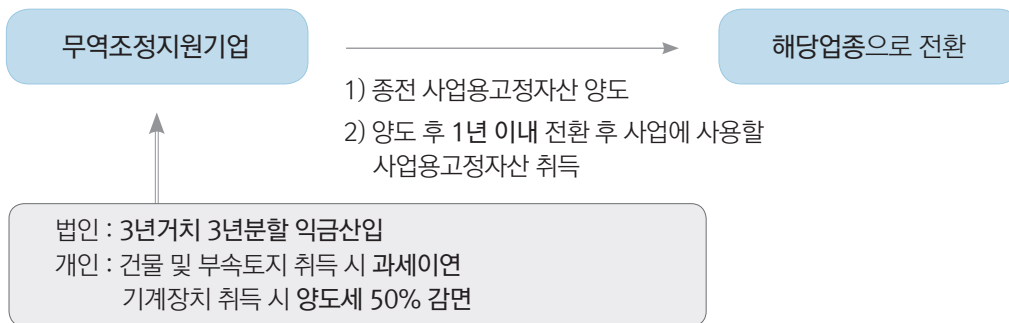 무역조정지원기업
해당업종으로 전환
1) 종전 사업용고정자산 양도
2) 양도 후 1년 이내 전환 후 사업에 사용할
사업용고정자산 취득
법인 : 3년거치 3년분할 익금산입
개인 : 건물 및 부속토지 취득 시 과세이연
기계장치 취득 시 양도세 50% 감면